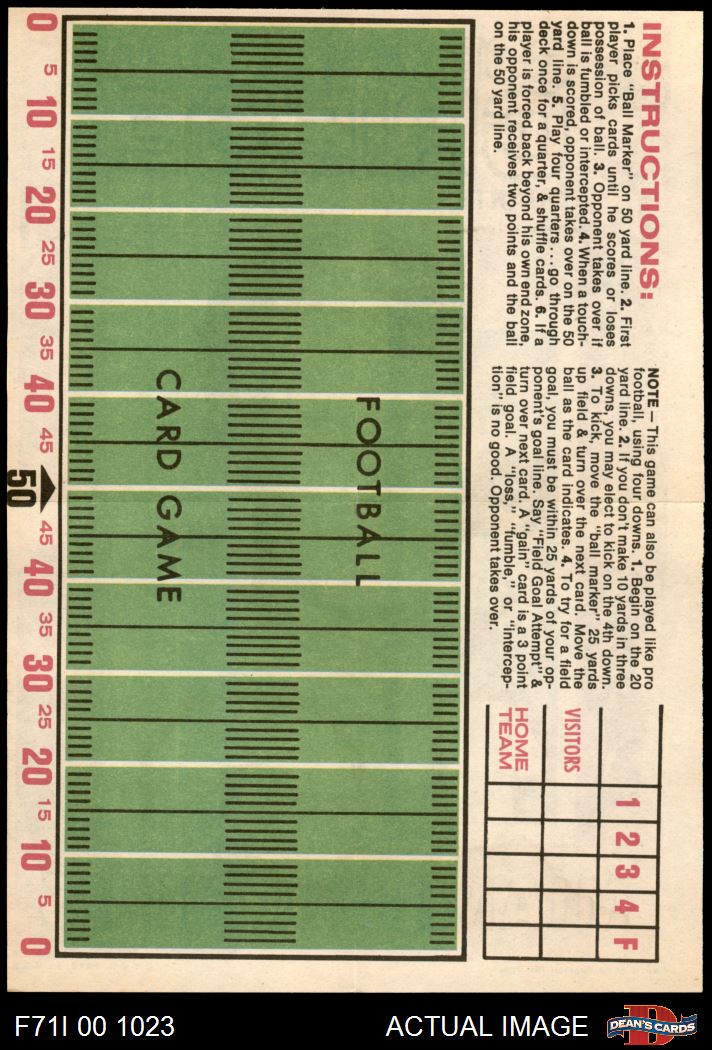 INSTRUCTIONS:
1. Place "Ball Marker" on 50 yard line. 2. First
player picks cards until he scores or loses
possession of ball. 3. Opponent takes over if
ball is fumbled or intercepted. 4. When a touch-
down is scored, opponent takes over on the 50
yard line. 5. Play four quarters ... go through
deck once for a quarter, & shuffle cards. 6. If a
player is forced back beyond his own end zone,
his opponent receives two points and the ball
on the 50 yard line.
NOTE — This game can also be played like pro
football, using four downs. 1. Begin on the 20
yard line. 2. If you don't make 10 yards in three
downs, you may elect to kick on the 4th down.
3. To kick, move the "ball marker" 25 yards
up field & turn over the next card. Move the
ball as the card indicates. 4. To try for a field
goal, you must be within 25 yards of your op-
ponent's goal line. Say "Field Goal Attempt" &
turn over next card. A "gain" card is a 3 point
field goal. A "loss," "fumble," or "intercep-
tion" is no good. Opponent takes over.
1 2 3 4 F
VISITORS
HOME
TEAM
FOOTBALL
CARD GAME
0 5 10 15 20 25 30 35 40 45 50 45 40 35 30 25 20 15 10 5 0
F71I 00 1023
ACTUAL IMAGE
D
DEAN'S CARDS